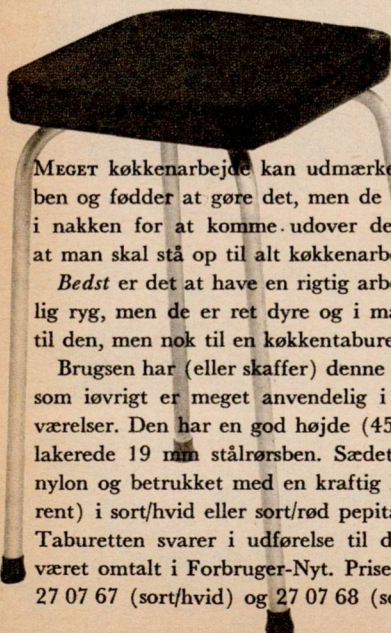 MEGET køkkenarbejde kan udmærke
ben og fødder at gøre det, men de
i nakken for at komme udover de
at man skal stå op til alt køkkenarb
Bedst er det at have en rigtig arb
lig ryg, men de er ret dyre og i ma
til den, men nok til en køkkentabure
Brugsen har (eller skaffer) denne
som iøvrigt er meget anvendelig i
værelser. Den har en god højde (45
lakerede 19 mm stålrørsben. Sædet
nylon og betrukket med en kraftig
rent) i sort/hvid eller sort/rød pepita
Taburetten svarer i udførelse til d
været omtalt i Forbruger-Nyt. Prise
27 07 67 (sort/hvid) og 27 07 68 (so